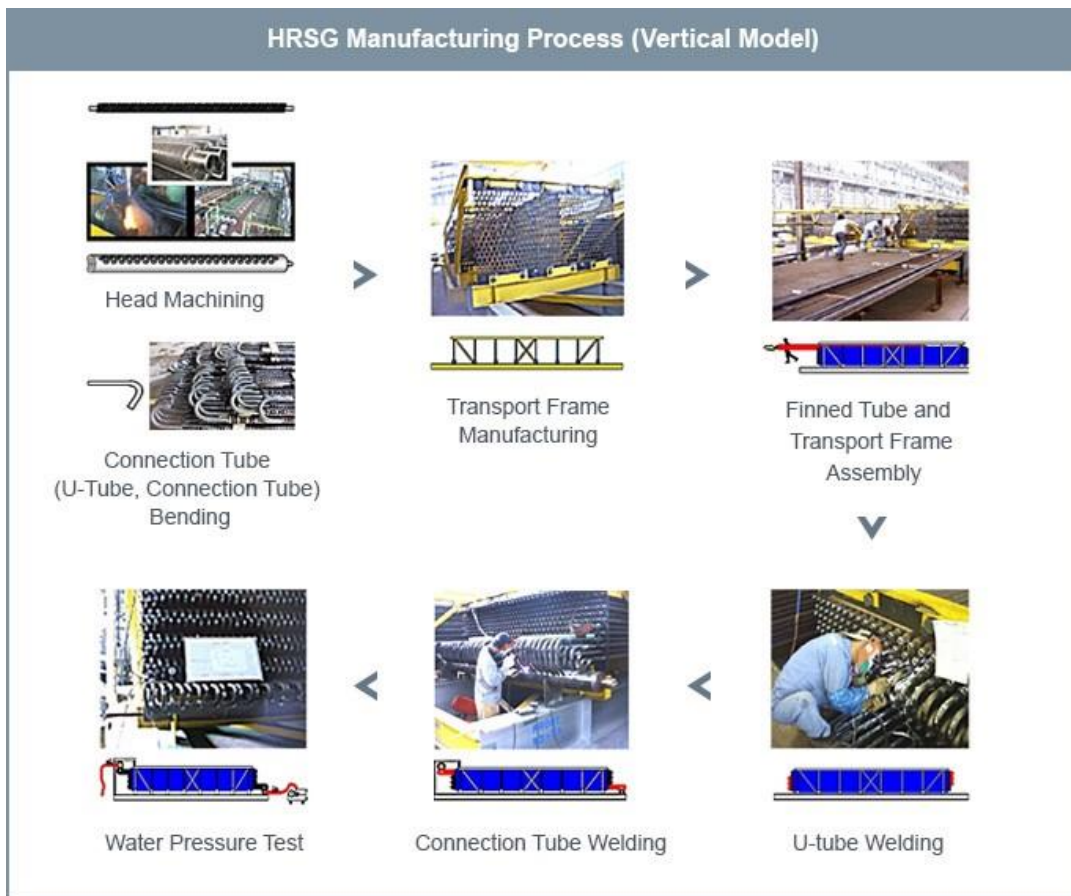 HRSG Manufacturing Process (Vertical Model)
Head Machining
Connection Tube
(U-Tube, Connection Tube)
Bending
Transport Frame
Manufacturing
Finned Tube and
Transport Frame
Assembly
Water Pressure Test
Connection Tube Welding
U-tube Welding